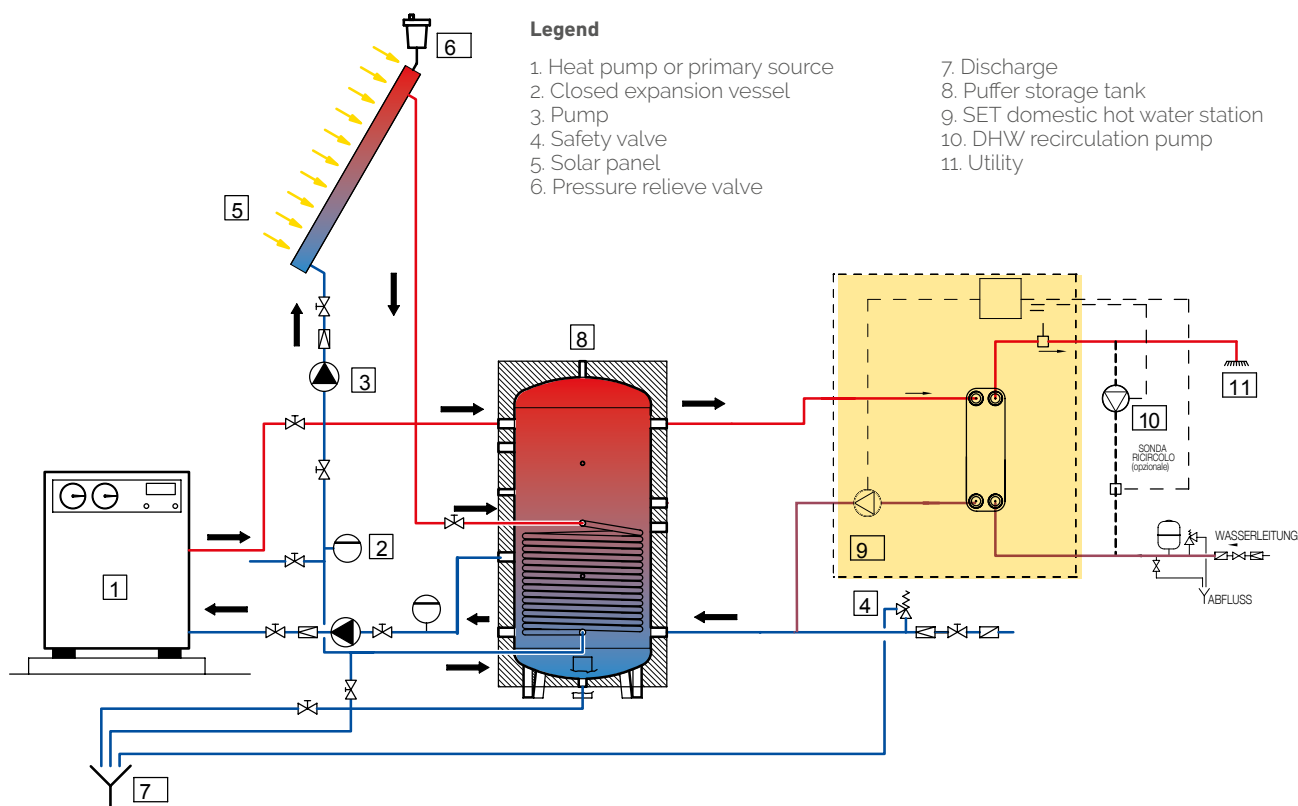 Legend
1. Heat pump or primary source
2. Closed expansion vessel
3. Pump
4. Safety valve
5. Solar panel
6. Pressure relieve valve
7. Discharge
8. Puffer storage tank
9. SET domestic hot water station
10. DHW recirculation pump
11. Utility
6
5
8
3
11
10
SONDA
RICIRCOLO
(opzionale)
2
9
WASSERLEITUNG
1
4
ABFLUSS
7